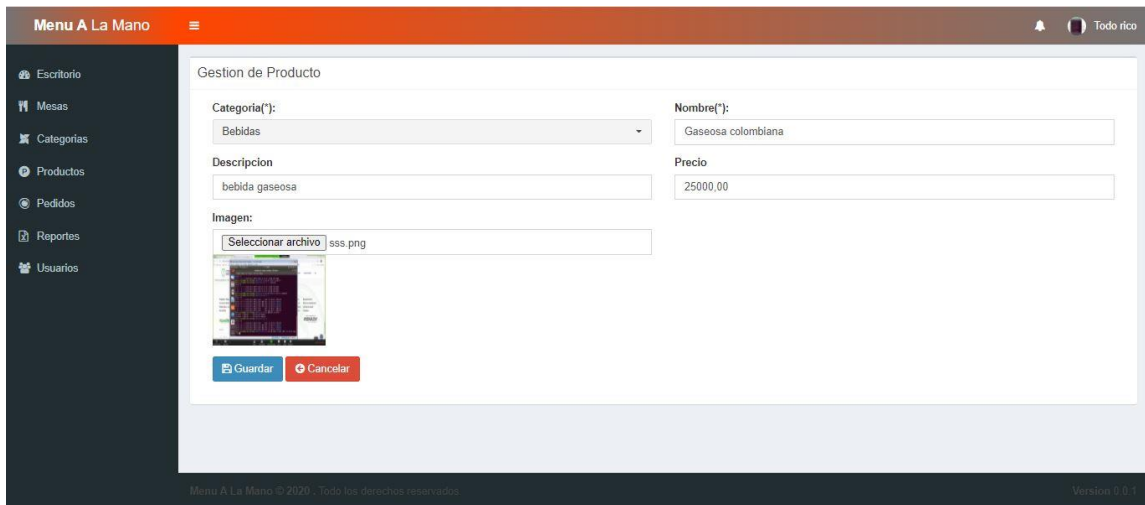 Menu A La Mano
Todo rico
Escritorio
Mesas
Categorias
Productos
Pedidos
Reportes
Usuarios
Gestion de Producto
Categoria(*):
Nombre(*):
Bebidas
Gaseosa colombiana
Descripcion
Precio
bebida gaseosa
25000,00
Imagen:
Seleccionar archivo sss.png
Guardar
Cancelar
Menu A La Mano © 2020 . Todo los derechos reservados
Version 0.0.1